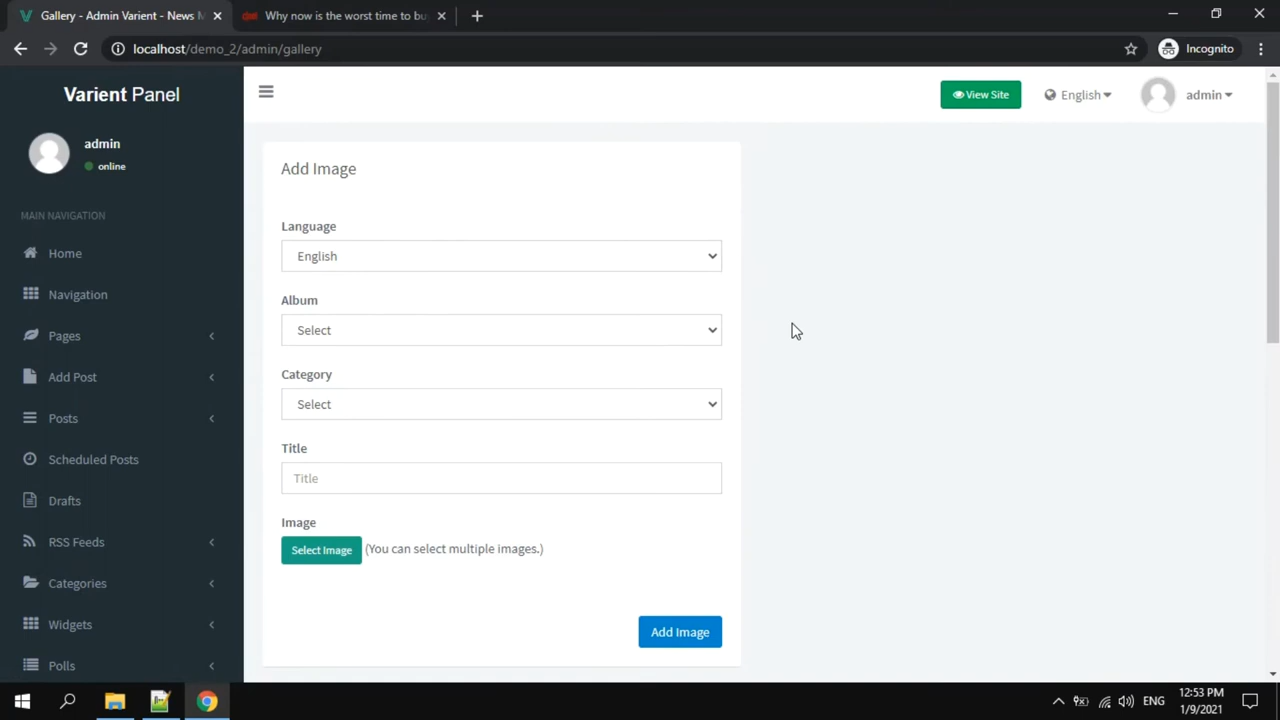 Gallery - Admin Varient - News M
Why now is the worst time to bu
localhost/demo_2/admin/gallery
Incognito
Varient Panel
View Site
English
admin
admin
online
MAIN NAVIGATION
Home
Navigation
Pages
Add Post
Posts
Scheduled Posts
Drafts
RSS Feeds
Categories
Widgets
Polls
Add Image
Language
English
Album
Select
Category
Select
Title
Title
Image
Select Image (You can select multiple images.)
Add Image
ENG
12:53 PM
1/9/2021